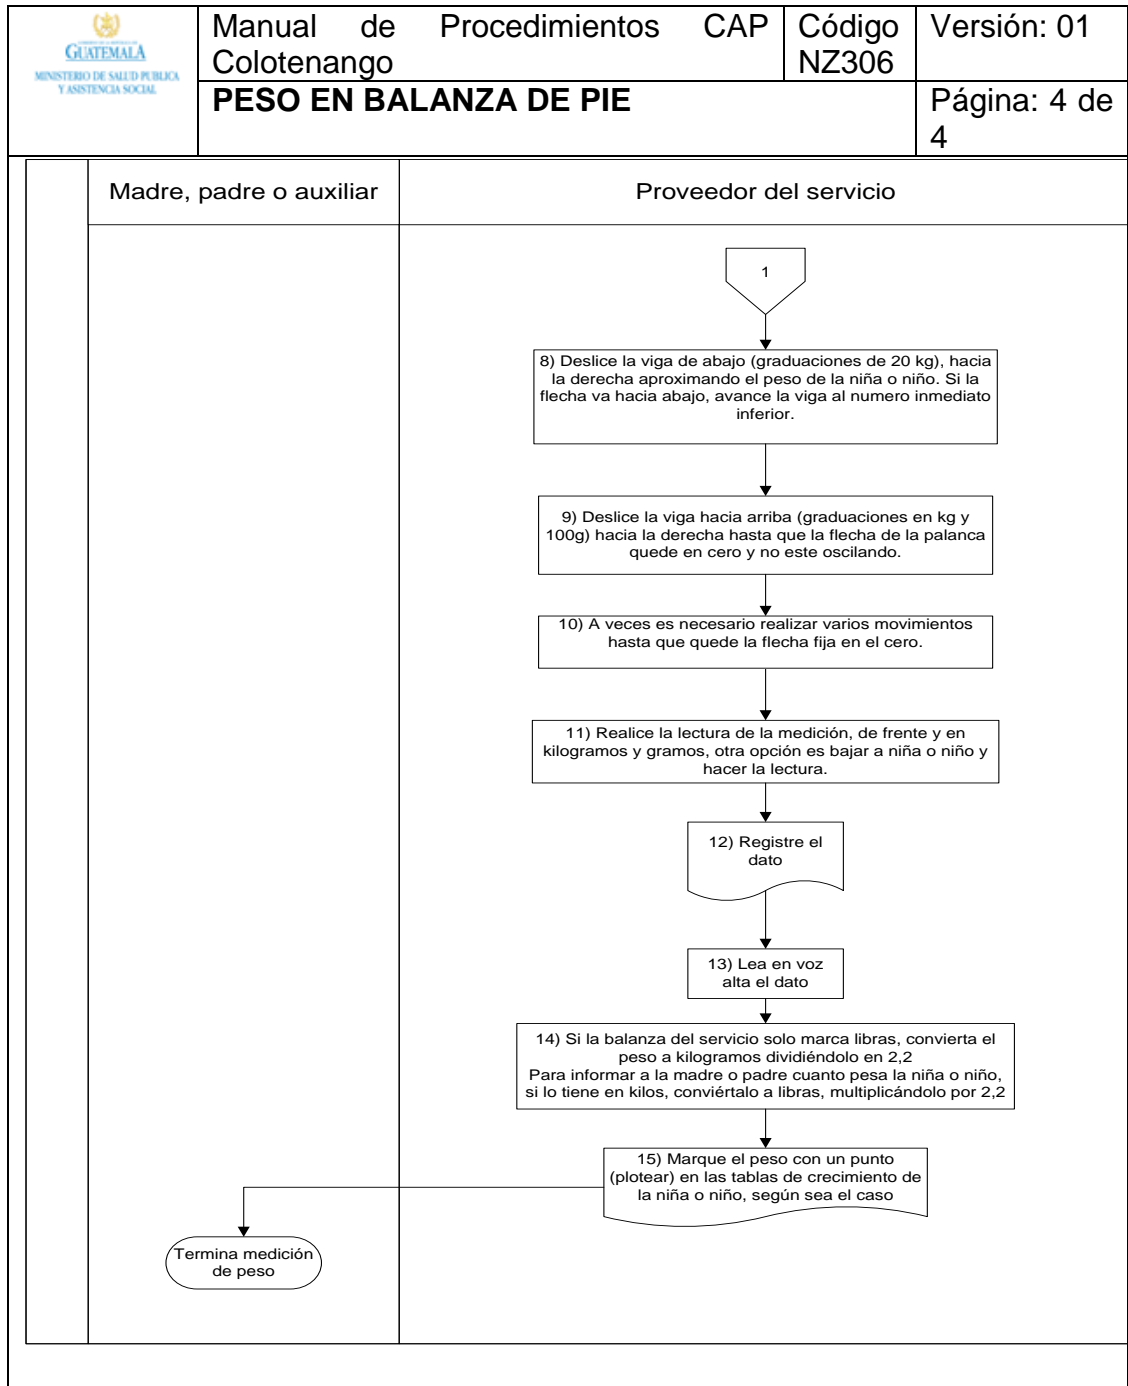 GOBIERNO DE LA REPÚBLICA DE
GUATEMALA
MINISTERIO DE SALUD PUBLICA
Y ASISTENCIA SOCIAL
Manual de Procedimientos CAP
Colotenango
Código
NZ306
Versión: 01
PESO EN BALANZA DE PIE
Página: 4 de
4
Madre, padre o auxiliar
Proveedor del servicio
1
8) Deslice la viga de abajo (graduaciones de 20 kg), hacia
la derecha aproximando el peso de la niña o niño. Si la
flecha va hacia abajo, avance la viga al numero inmediato
inferior.
9) Deslice la viga hacia arriba (graduaciones en kg y
100g) hacia la derecha hasta que la flecha de la palanca
quede en cero y no este oscilando.
10) A veces es necesario realizar varios movimientos
hasta que quede la flecha fija en el cero.
11) Realice la lectura de la medición, de frente y en
kilogramos y gramos, otra opción es bajar a niña o niño y
hacer la lectura.
12) Registre el
dato
13) Lea en voz
alta el dato
14) Si la balanza del servicio solo marca libras, convierta el
peso a kilogramos dividiéndolo en 2,2
Para informar a la madre o padre cuanto pesa la niña o niño,
si lo tiene en kilos, conviértalo a libras, multiplicándolo por 2,2
15) Marque el peso con un punto
(plotear) en las tablas de crecimiento de
la niña o niño, según sea el caso
Termina medición
de peso